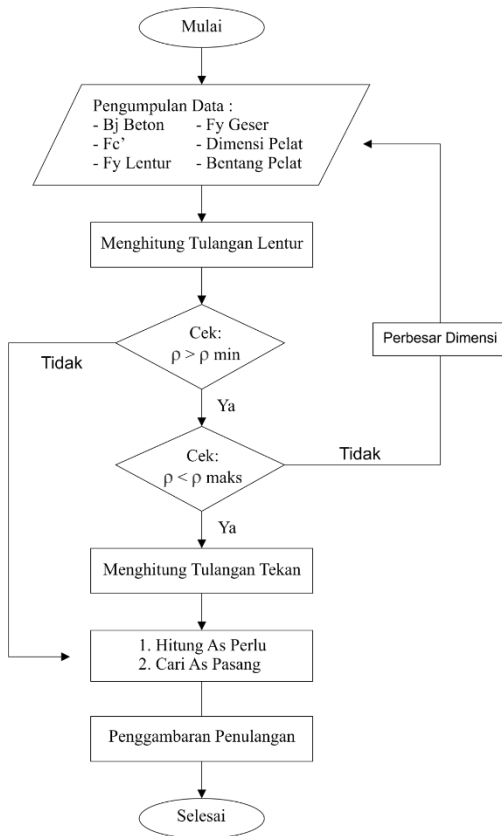 Mulai
Pengumpulan Data :
- Bj Beton - Fy Geser
- Fc’ - Dimensi Pelat
- Fy Lentur - Bentang Pelat
Menghitung Tulangan Lentur
Cek:
ρ > ρ min
Tidak
Perbesar Dimensi
Ya
Cek:
ρ < ρ maks
Tidak
Ya
Menghitung Tulangan Tekan
1. Hitung As Perlu
2. Cari As Pasang
Penggambaran Penulangan
Selesai